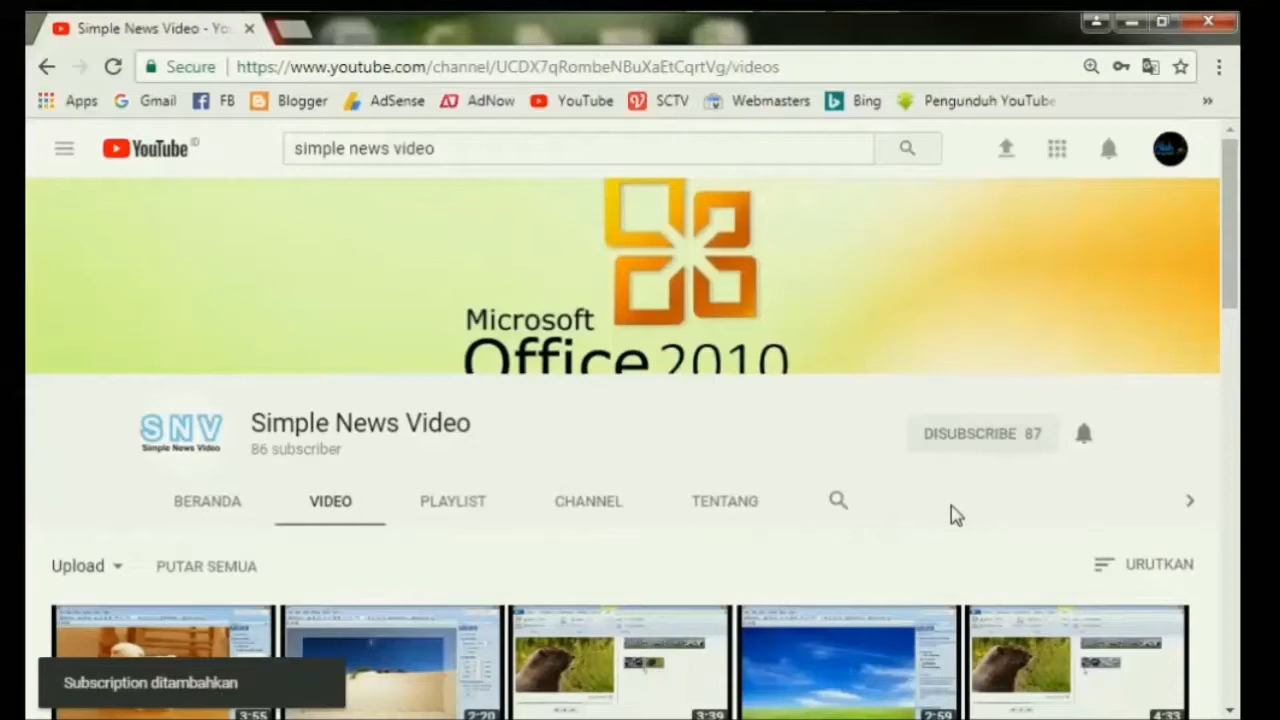 Simple News Video - Yo
Secure https://www.youtube.com/channel/UCDX7qRombeNBuXaEtCqrtVg/videos
Apps Gmail FB Blogger AdSense AdNow YouTube SCTV Webmasters Bing Pengunduh YouTube
YouTube ID simple news video
Microsoft
Office 2010
SNV
Simple News Video
Simple News Video
86 subscriber
DISUBSCRIBE 87
BERANDA VIDEO PLAYLIST CHANNEL TENTANG
Upload PUTAR SEMUA URUTKAN
Subscription ditambahkan
3:55 2:20 3:39 2:59 4:33